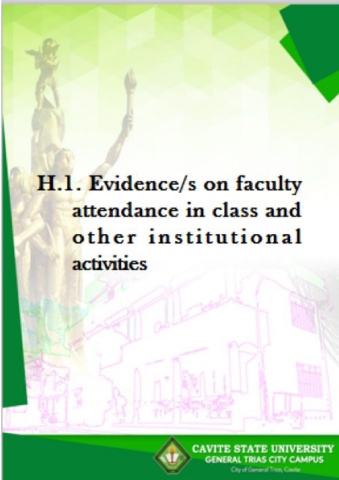 H.1. Evidence/s on faculty
attendance in class and
other institutional
activities
CAVITE STATE UNIVERSITY
GENERAL TRIAS CITY CAMPUS
City of General Trias, Cavite